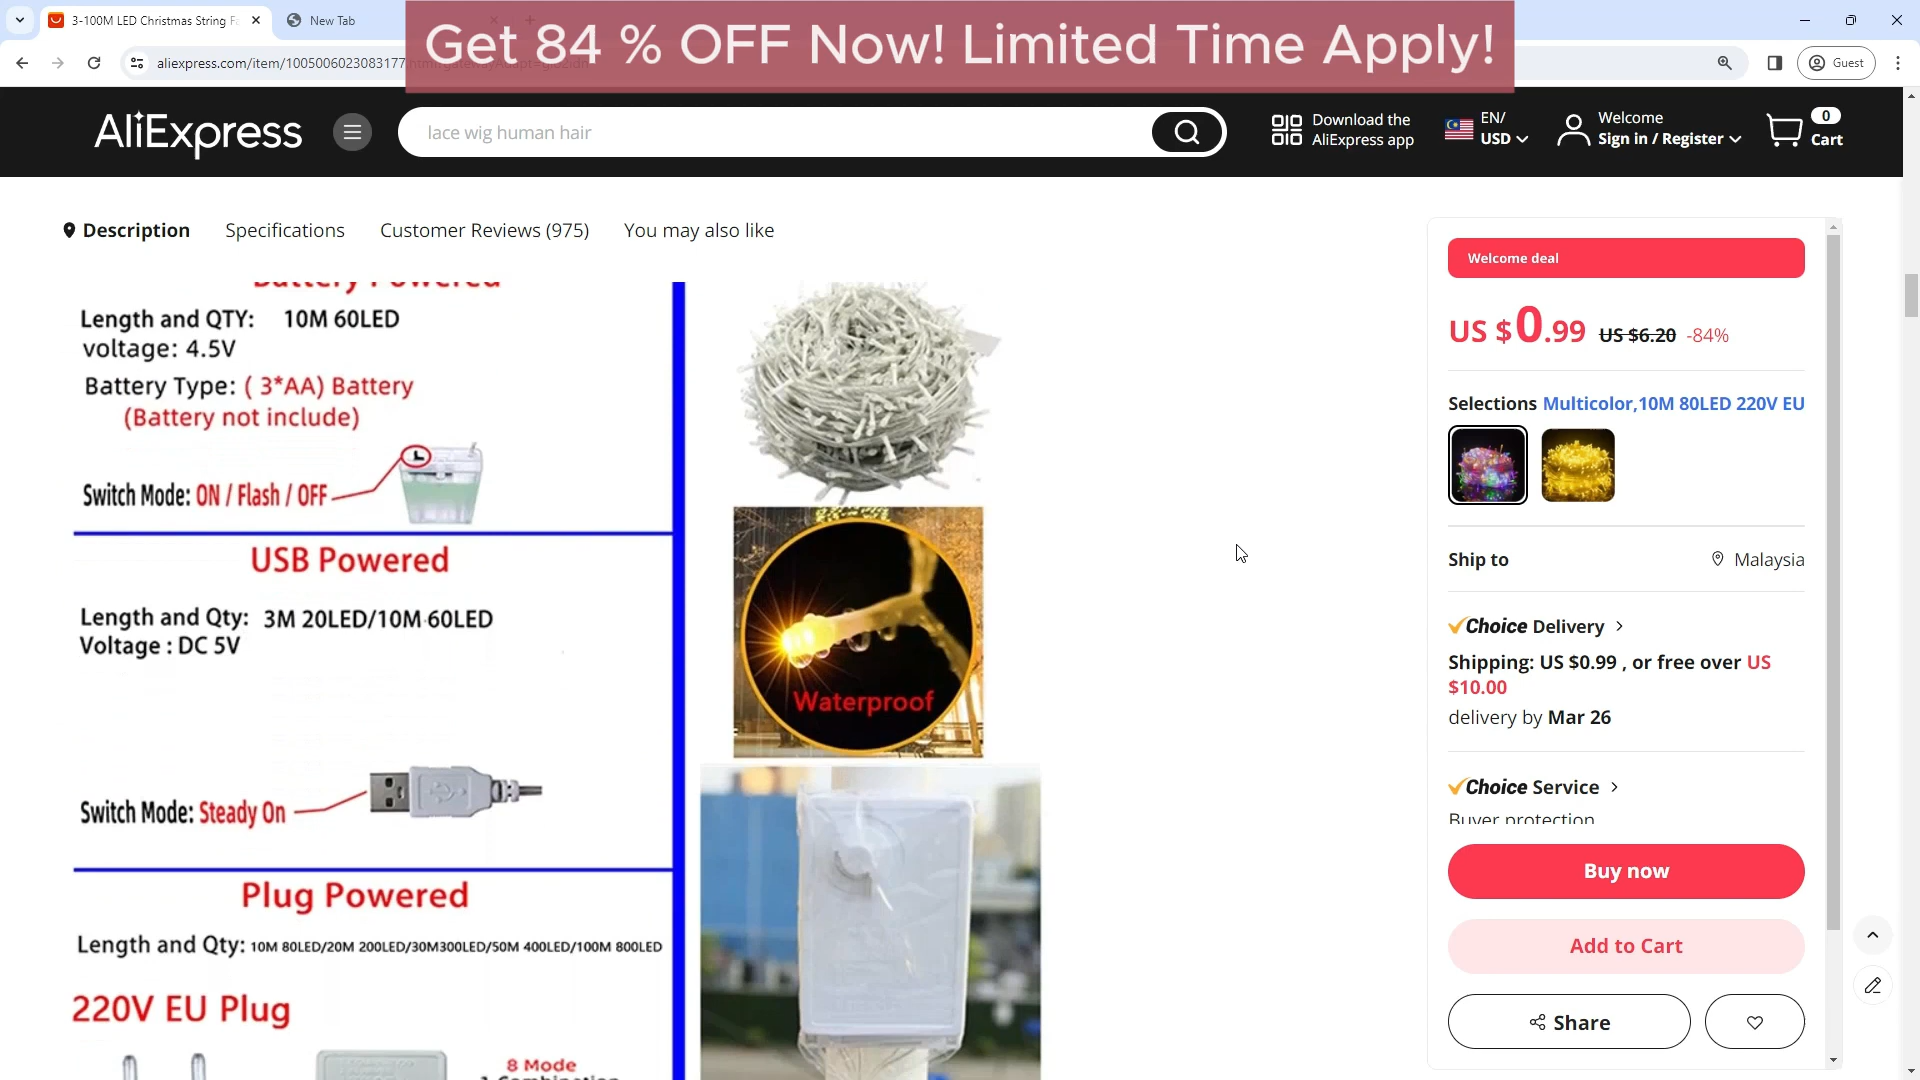 3-100M LED Christmas String F
New Tab
Get 84 % OFF Now! Limited Time Apply!
aliexpress.com/item/1005006023083177
Guest
AliExpress
lace wig human hair
Download the
AliExpress app
EN/
USD
Welcome
Sign in / Register
0
Cart
Description
Specifications
Customer Reviews (975)
You may also like
Battery Powered
Length and QTY: 10M 60LED
voltage: 4.5V
Battery Type: ( 3*AA) Battery
(Battery not include)
Switch Mode: ON / Flash / OFF
USB Powered
Length and Qty: 3M 20LED/10M 60LED
Voltage : DC 5V
Switch Mode: Steady On
Plug Powered
Length and Qty: 10M 80LED/20M 200LED/30M300LED/50M 400LED/100M 800LED
220V EU Plug
8 Mode
Waterproof
Welcome deal
US $0.99 US $6.20 -84%
Selections Multicolor,10M 80LED 220V EU
Ship to
Malaysia
Choice Delivery
Shipping: US $0.99 , or free over US
$10.00
delivery by Mar 26
Choice Service
Buyer protection
Buy now
Add to Cart
Share